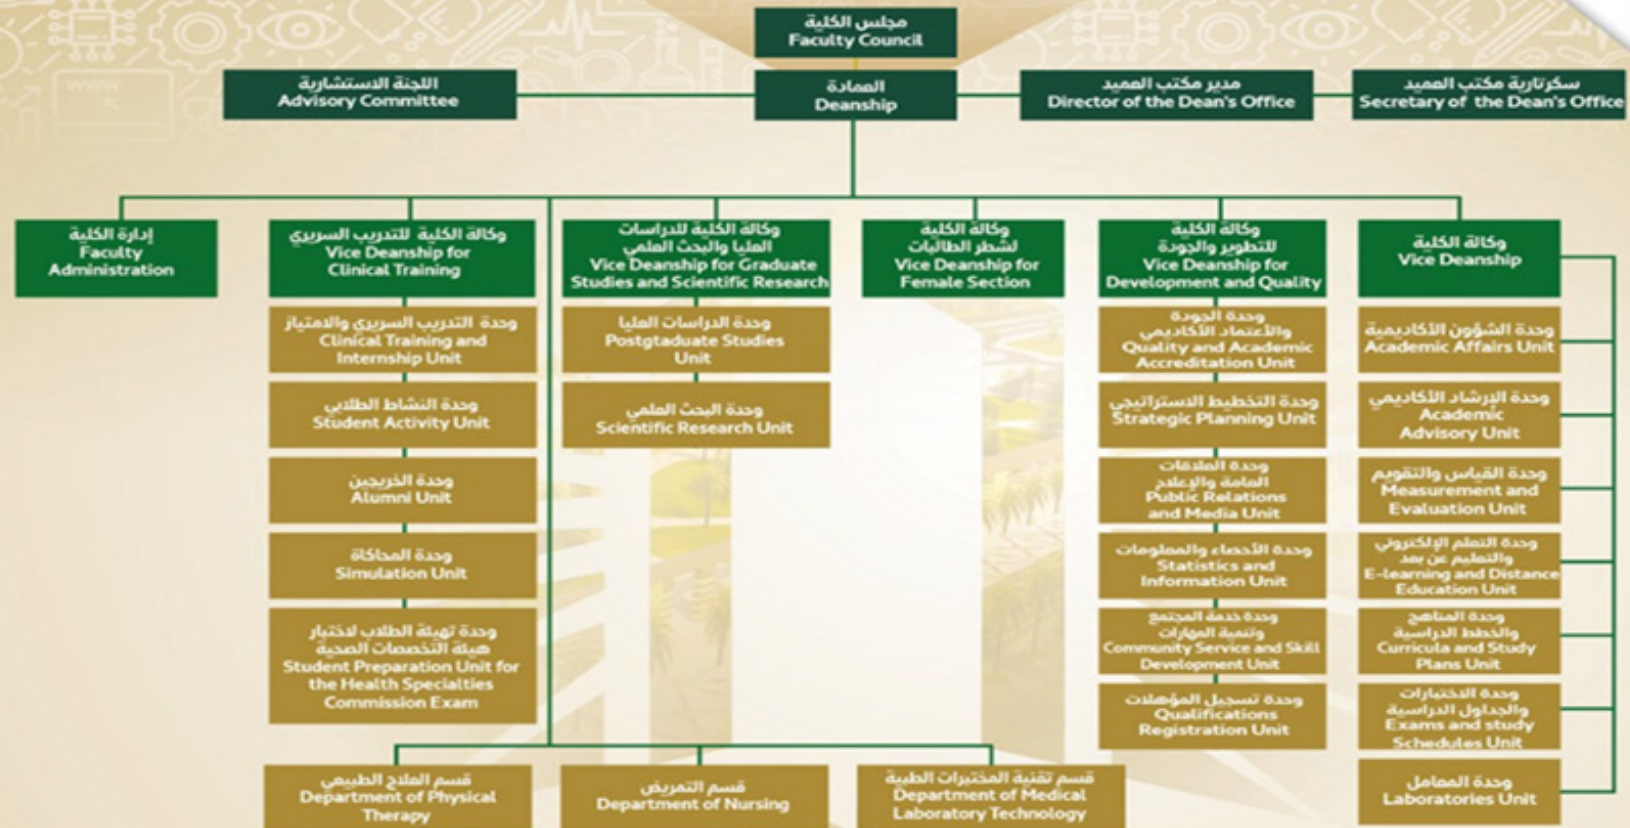 مجلس الكلية
Faculty Council
اللجنة الاستشارية
Advisory Committee
العمادة
Deanship
مدير مكتب العميد
Director of the Dean's Office
سكرتارية مكتب العميد
Secretary of the Dean's Office
إدارة الكلية
Faculty
Administration
وكالة الكلية للتدريب السريري
Vice Deanship for
Clinical Training
وكالة الكلية للدراسات
العليا والبحث العلمي
Vice Deanship for Graduate
Studies and Scientific Research
وكالة الكلية
لشطر الطالبات
Vice Deanship for
Female Section
وكالة الكلية
للتطوير والجودة
Vice Deanship for
Development and Quality
وكالة الكلية
Vice Deanship
وحدة التدريب السريري والامتياز
Clinical Training and
Internship Unit
وحدة النشاط الطلابي
Student Activity Unit
وحدة الخريجين
Alumni Unit
وحدة المحاكاة
Simulation Unit
وحدة تهيئة الطلاب لاختبار
هيئة التخصصات الصحية
Student Preparation Unit for
the Health Specialties
Commission Exam
وحدة الدراسات العليا
Postgtaduate Studies
Unit
وحدة البحث العلمي
Scientific Research Unit
وحدة الجودة
والأعتماد الأكاديمي
Quality and Academic
Accreditation Unit
وحدة التخطيط الاستراتيجي
Strategic Planning Unit
وحدة العلاقات
العامة والإعلام
Public Relations
and Media Unit
وحدة الأحصاء والمعلومات
Statistics and
Information Unit
وحدة خدمة المجتمع
وتنمية المهارات
Community Service and Skill
Development Unit
وحدة تسجيل المؤهلات
Qualifications
Registration Unit
وحدة الشؤون الأكاديمية
Academic Affairs Unit
وحدة الإرشاد الأكاديمي
Academic
Advisory Unit
وحدة القياس والتقويم
Measurement and
Evaluation Unit
وحدة التعلم الإلكتروني
والتعليم عن بعد
E-learning and Distance
Education Unit
وحدة المناهج
والخطط الدراسية
Curricula and Study
Plans Unit
وحدة الاختبارات
والجداول الدراسية
Exams and study
Schedules Unit
وحدة المعامل
Laboratories Unit
قسم العلاج الطبيعي
Department of Physical
Therapy
قسم التمريض
Department of Nursing
قسم تقنية المختبرات الطبية
Department of Medical
Laboratory Technology
www